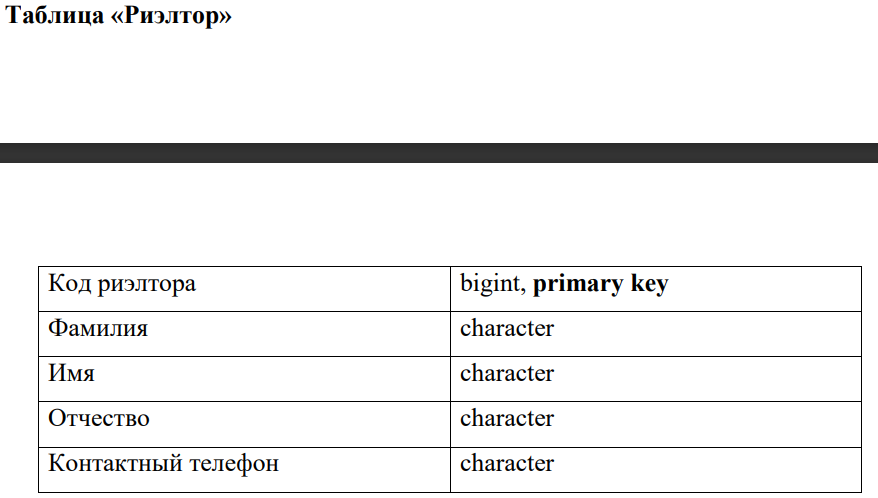 Таблица «Риэлтор»
Код риэлтора bigint, primary key
Фамилия character
Имя character
Отчество character
Контактный телефон character